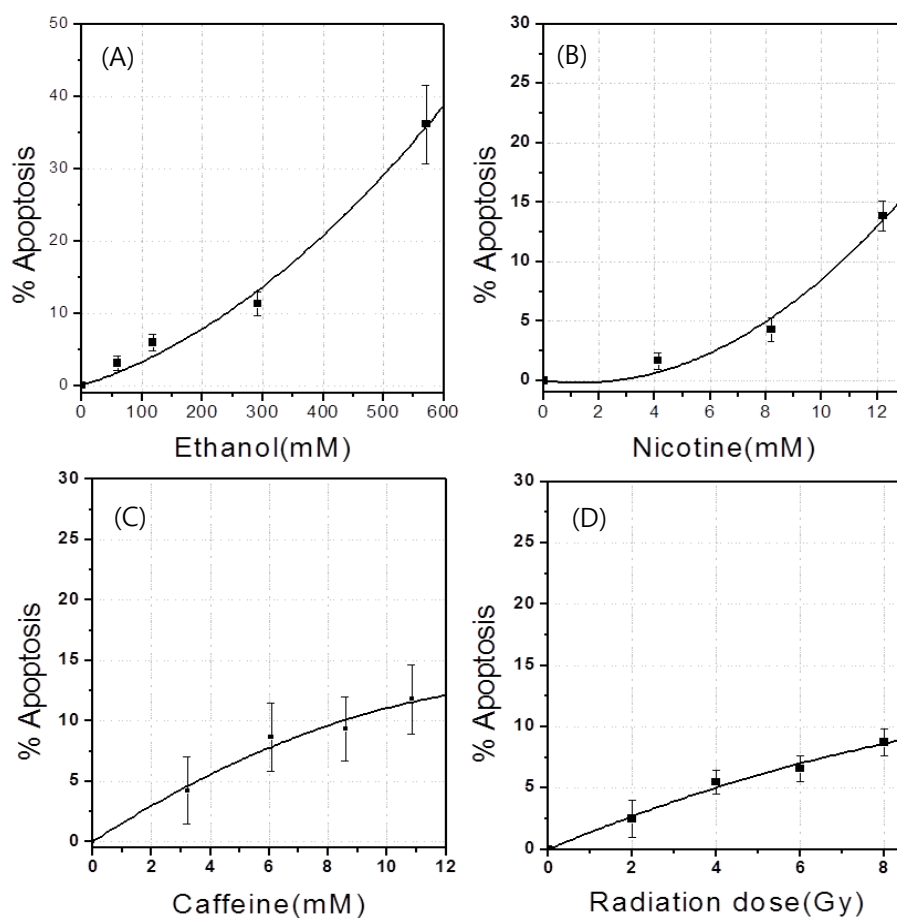 (A)
% Apoptosis
50
40
30
20
10
0
0 100 200 300 400 500 600
Ethanol(mM)
(B)
% Apoptosis
30
25
20
15
10
5
0
0 2 4 6 8 10 12
Nicotine(mM)
(C)
% Apoptosis
30
25
20
15
10
5
0
0 2 4 6 8 10 12
Caffeine(mM)
(D)
% Apoptosis
30
25
20
15
10
5
0
0 2 4 6 8
Radiation dose(Gy)